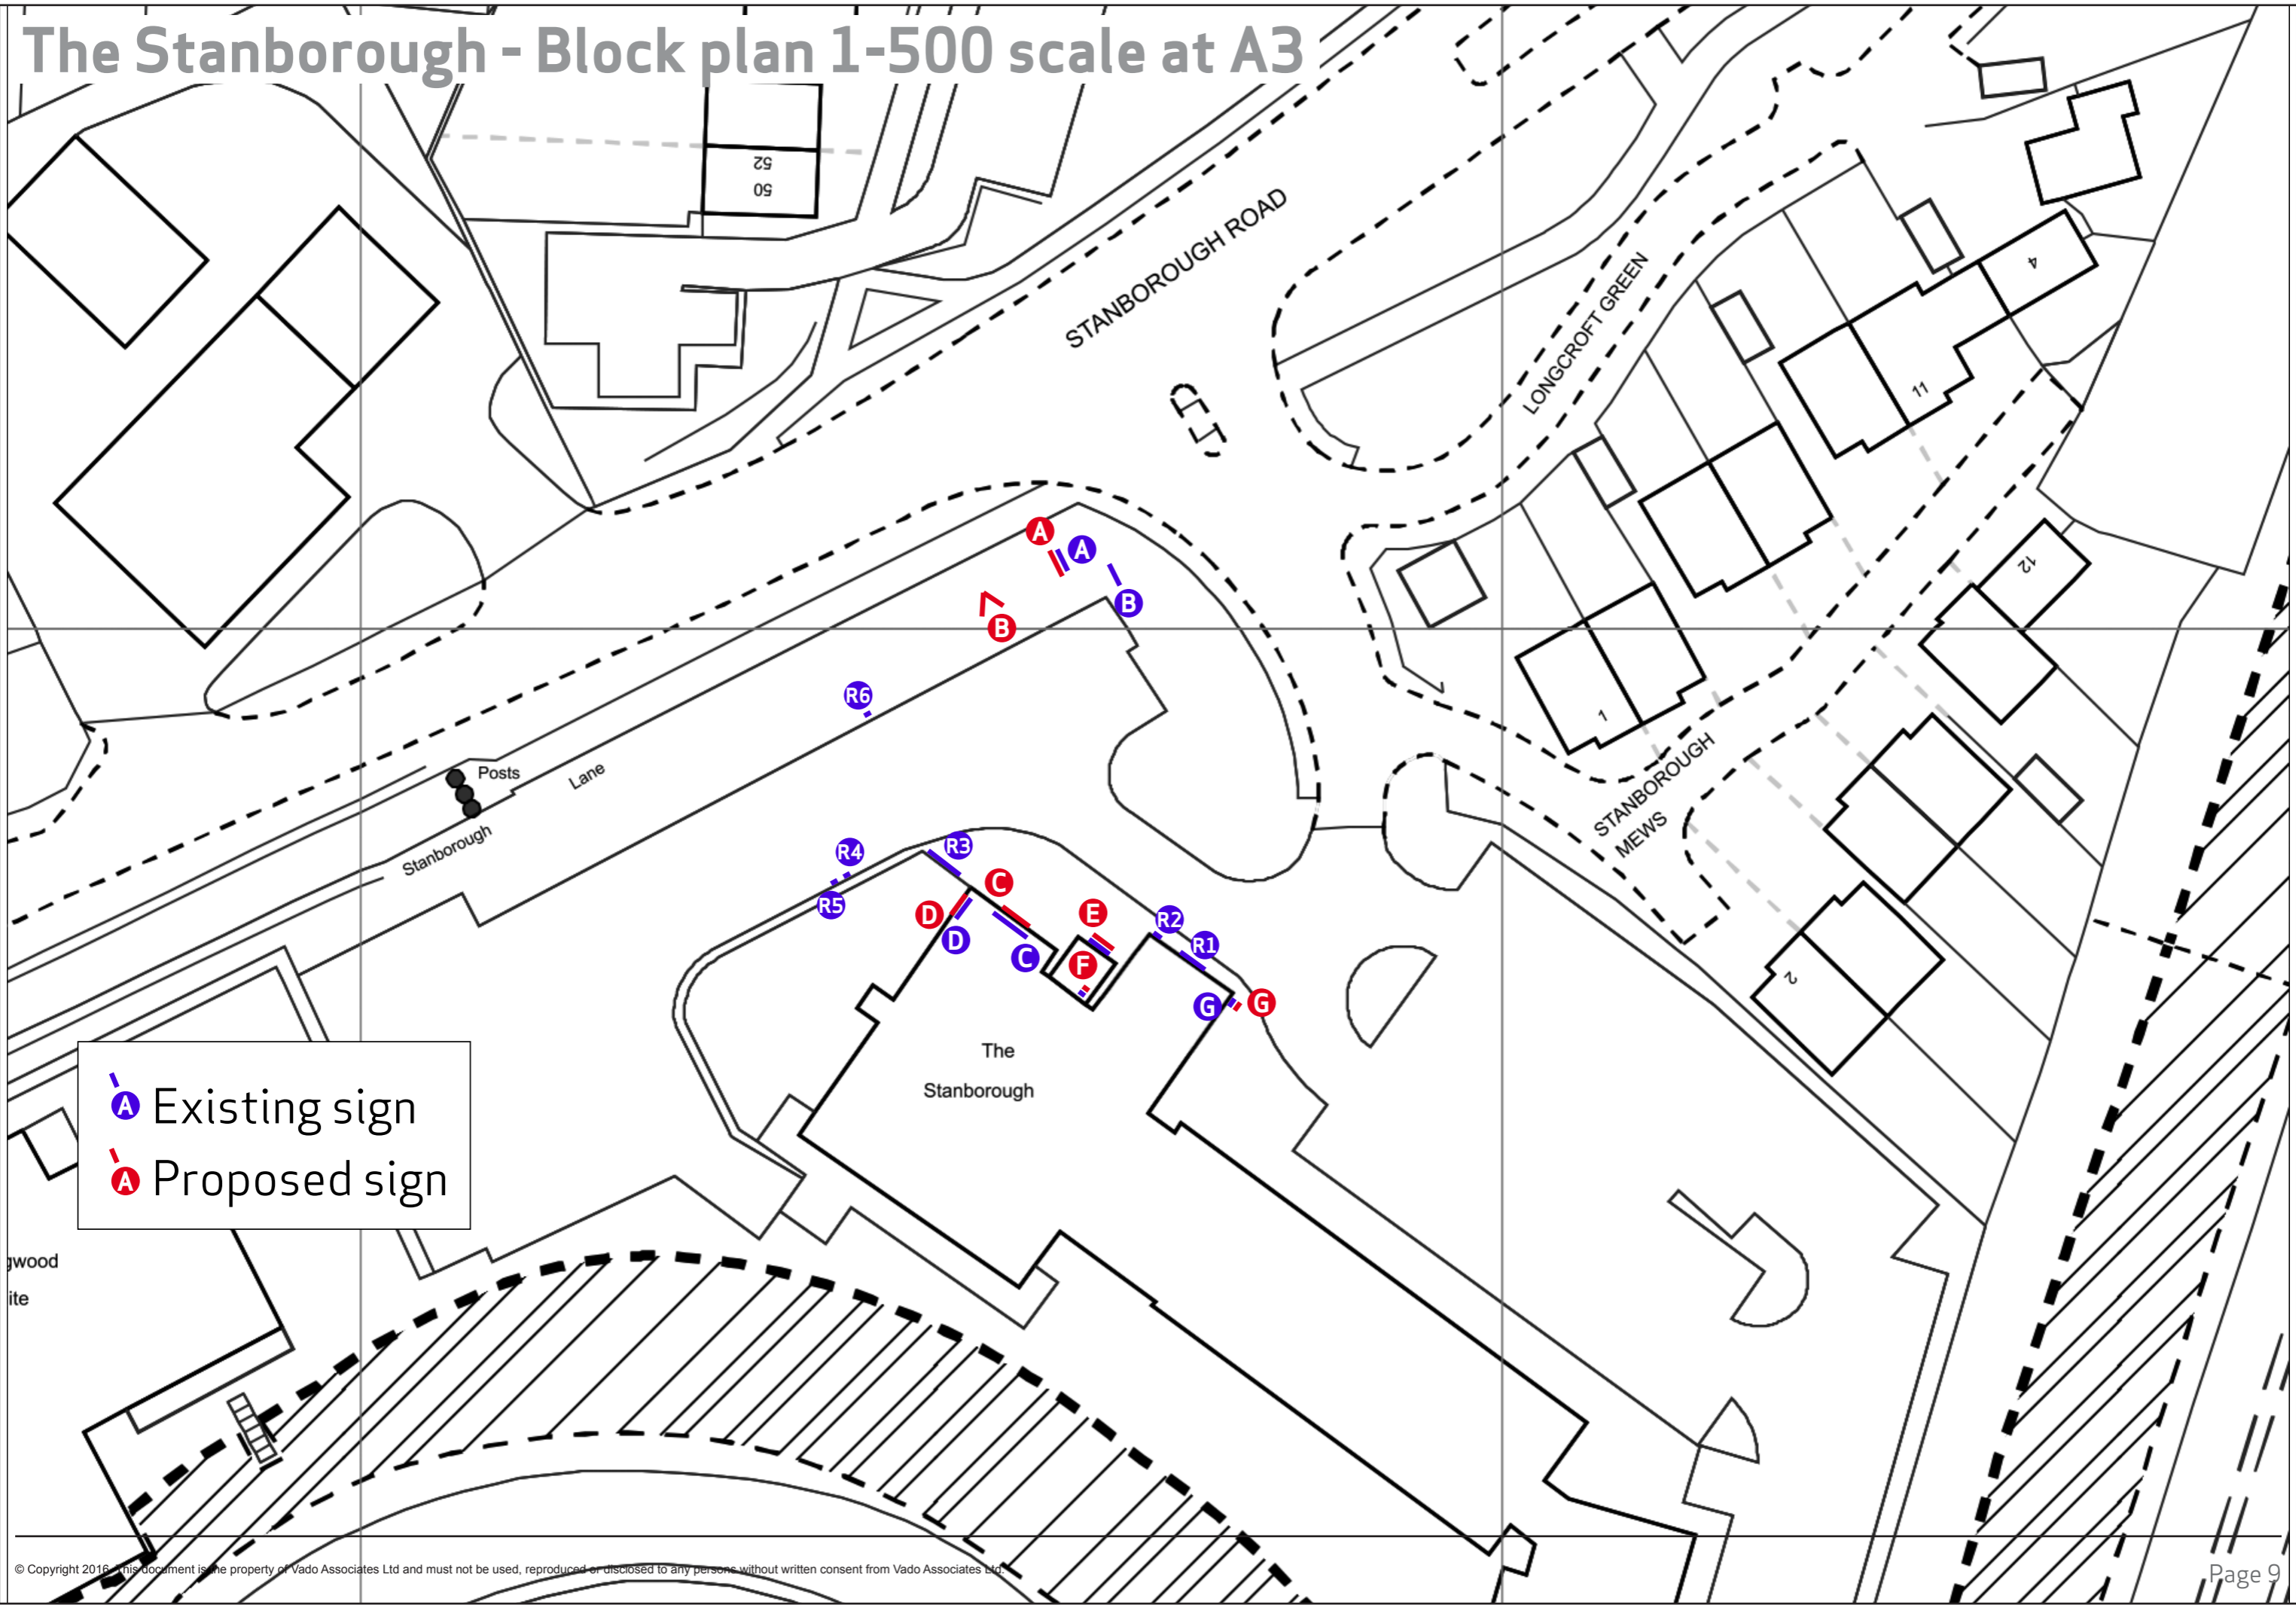 The Stanborough - Block plan 1-500 scale at A3
52
50
STANBOROUGH ROAD
LONGCROFT GREEN
4
11
12
1
2
STANBOROUGH
MEWS
A
A
B
B
R6
Posts
Lane
Stanborough
R4
R3
R5
C
D
D
C
E
F
R2
R1
G
G
The
Stanborough
A Existing sign
A Proposed sign
gwood
ite
© Copyright 2016. This document is the property of Vado Associates Ltd and must not be used, reproduced or disclosed to any persons without written consent from Vado Associates Ltd.
Page 9